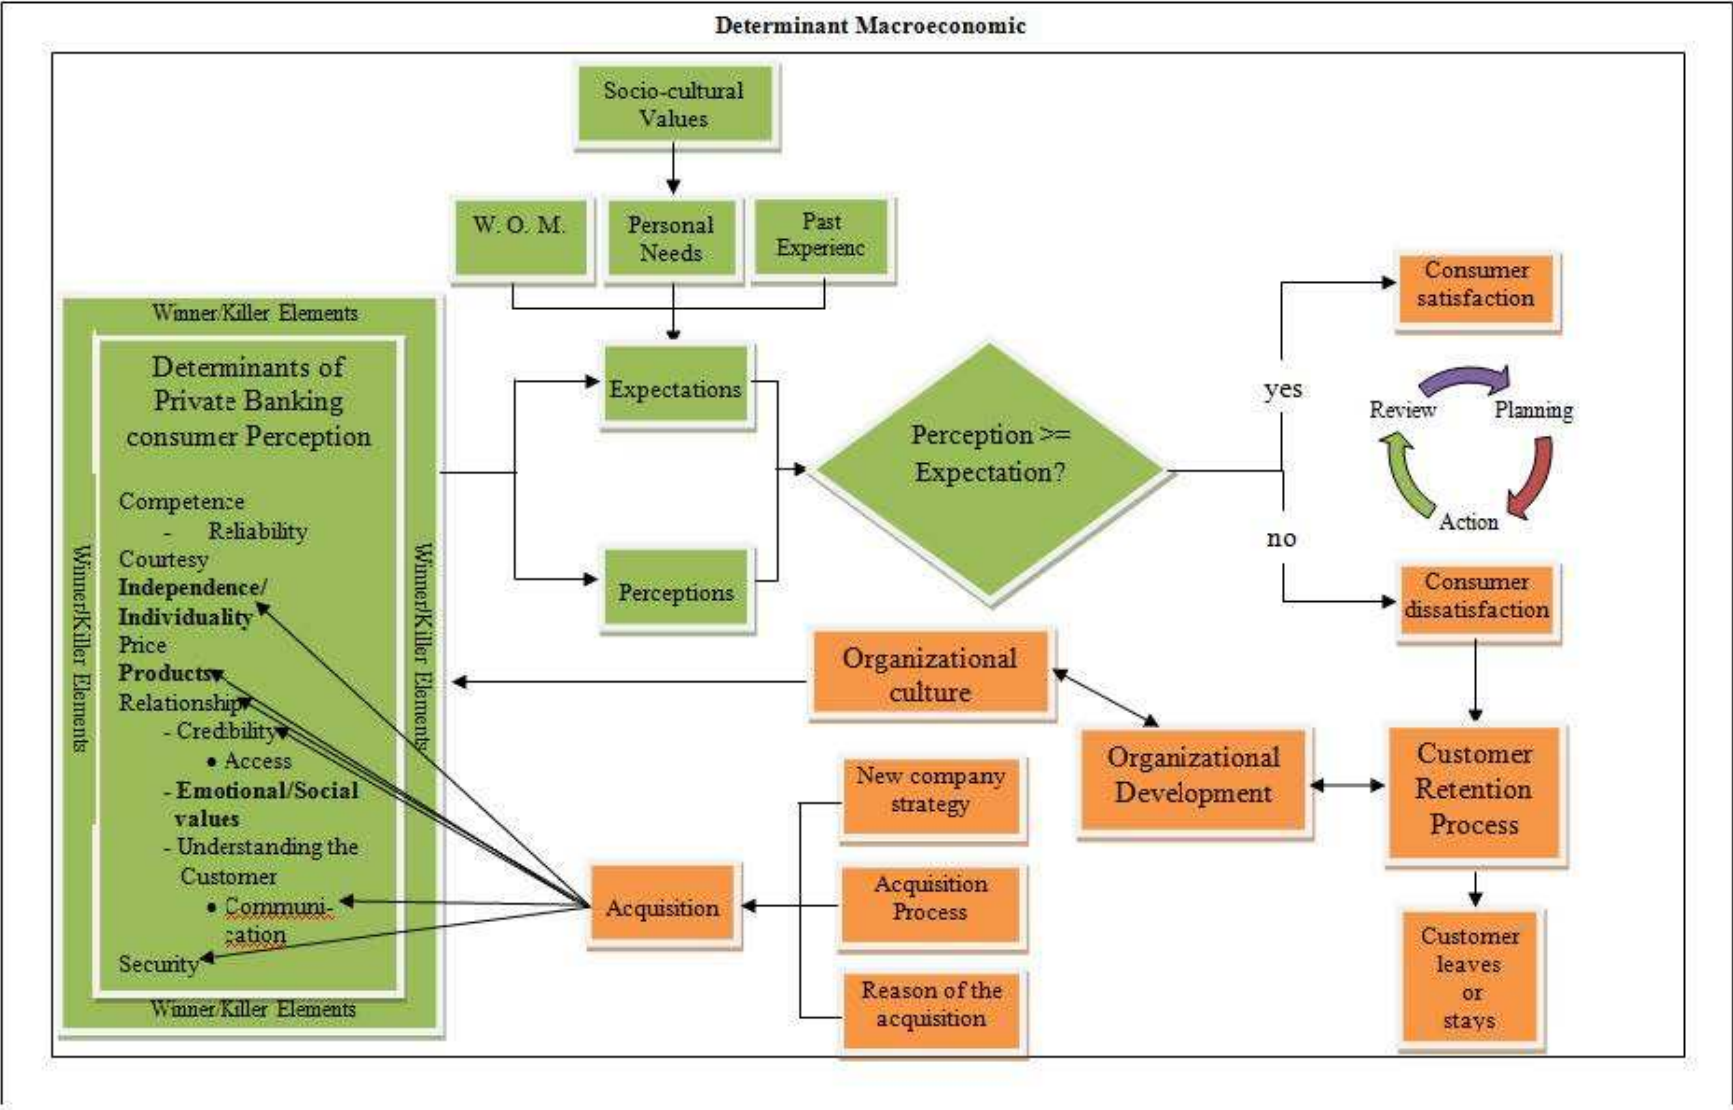 Determinant Macroeconomic
Socio-cultural
Values
W. O. M.
Personal
Needs
Past
Experienc
Winner/Killer Elements
Determinants of
Private Banking
consumer Perception
Competence
- Reliability
Courtesy
Independence/
Individuality
Price
Products
Relationship
- Credibility
• Access
- Emotional/Social
values
- Understanding the
Customer
• Communi-
cation
Security
Winner/Killer Elements
Winner/Killer Elements
Winner/Killer Elements
Expectations
Perceptions
Perception >=
Expectation?
yes
no
Consumer
satisfaction
Review
Planning
Action
Consumer
dissatisfaction
Organizational
culture
Organizational
Development
Customer
Retention
Process
New company
strategy
Acquisition
Process
Reason of the
acquisition
Acquisition
Customer
leaves
or
stays